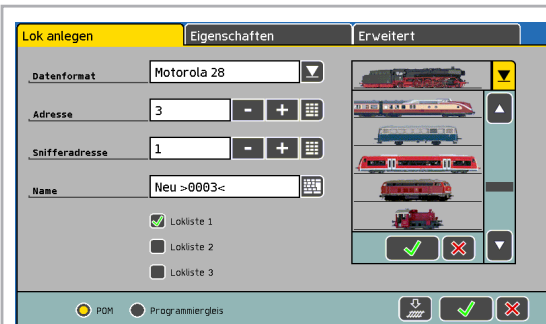 Lok anlegen Eigenschaften Erweitert
Datenformat Motorola 28
Adresse 3 - +
Snifferadresse 1 - +
Name Neu >0003<
Lokliste 1
Lokliste 2
Lokliste 3
POM Programmiergleis